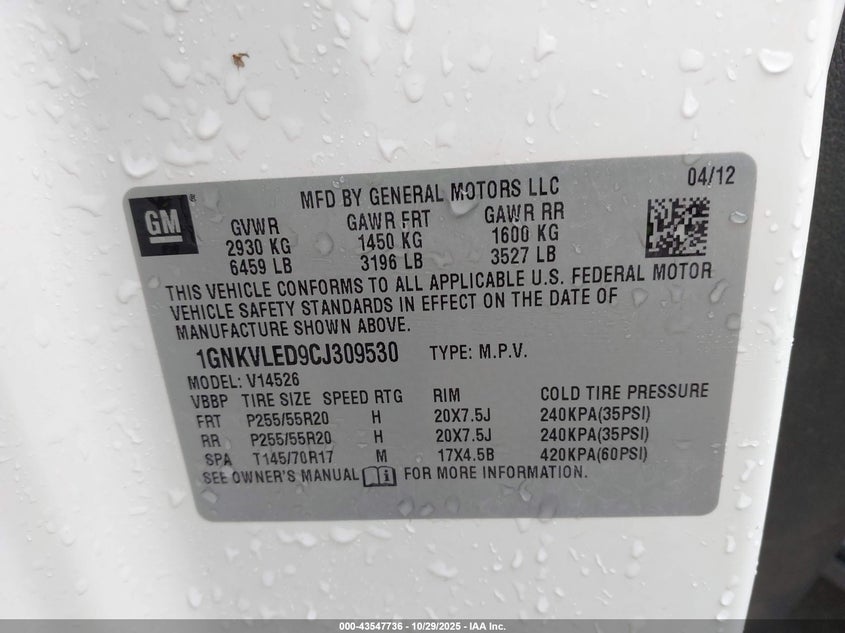 MFD BY GENERAL MOTORS LLC 04/12
GM®
GVWR GAWR FRT GAWR RR
2930 KG 1450 KG 1600 KG
6459 LB 3196 LB 3527 LB
THIS VEHICLE CONFORMS TO ALL APPLICABLE U.S. FEDERAL MOTOR
VEHICLE SAFETY STANDARDS IN EFFECT ON THE DATE OF
MANUFACTURE SHOWN ABOVE.
1GNKVLED9CJ309530 TYPE: M.P.V.
MODEL: V14526
VBBP TIRE SIZE SPEED RTG RIM COLD TIRE PRESSURE
FRT P255/55R20 H 20X7.5J 240KPA(35PSI)
RR P255/55R20 H 20X7.5J 240KPA(35PSI)
SPA T145/70R17 M 17X4.5B 420KPA(60PSI)
SEE OWNER'S MANUAL FOR MORE INFORMATION.
000-43547736 - 10/29/2025 - IAA Inc.